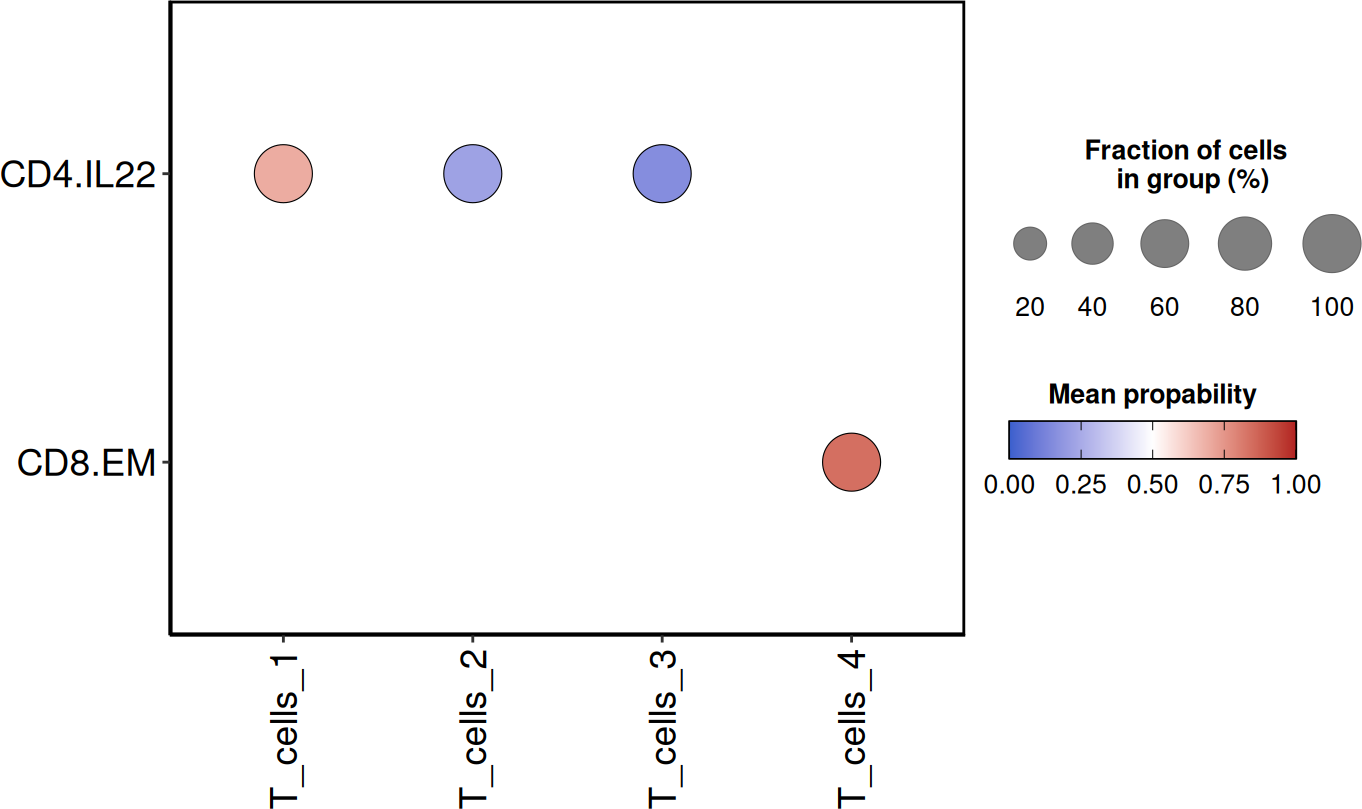 CD4.IL22
CD8.EM
T_cells_1
T_cells_2
T_cells_3
T_cells_4
Fraction of cells
in group (%)
20 40 60 80 100
Mean propability
0.00 0.25 0.50 0.75 1.00